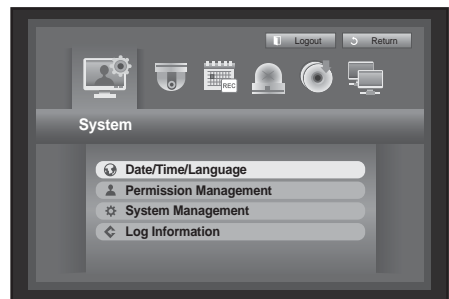 Logout Return
REC
System
Date/Time/Language
Permission Management
System Management
Log Information